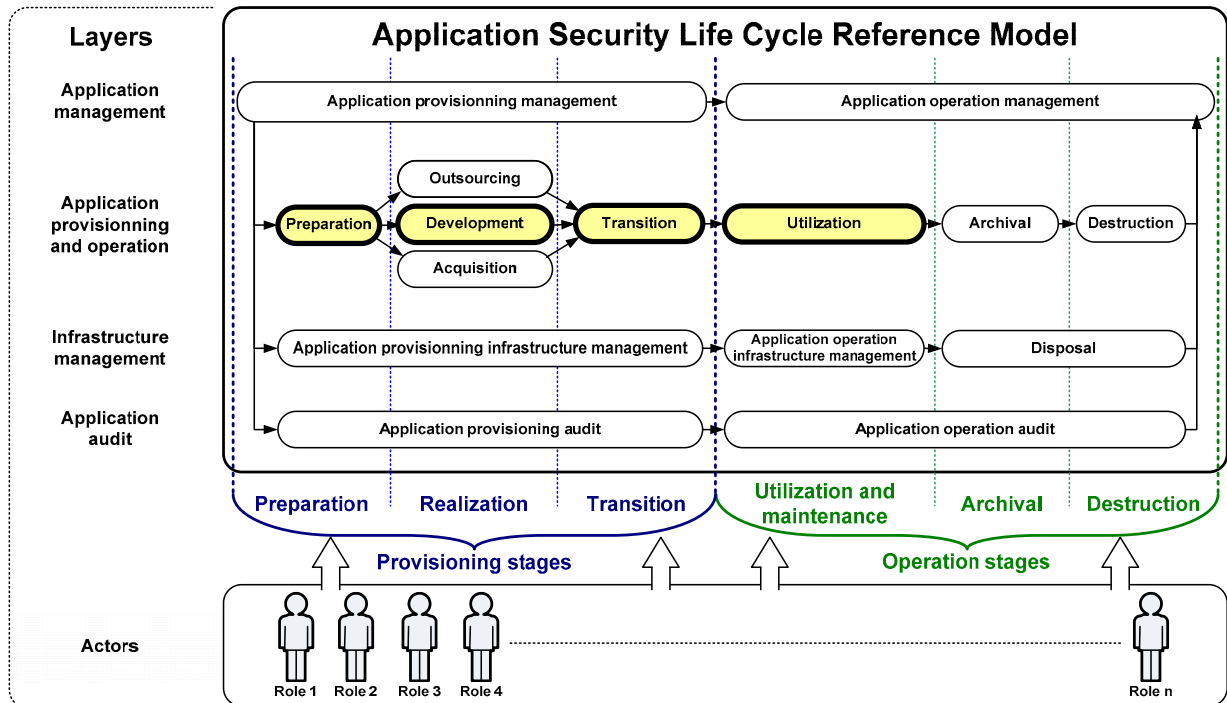 Layers
Application Security Life Cycle Reference Model
Application
management
Application provisionning management
Application operation management
Application
provisionning
and operation
Outsourcing
Preparation
Development
Transition
Utilization
Archival
Destruction
Acquisition
Infrastructure
management
Application provisionning infrastructure management
Application operation
infrastructure management
Disposal
Application
audit
Application provisioning audit
Application operation audit
Preparation
Realization
Transition
Utilization and
maintenance
Archival
Destruction
Provisioning stages
Operation stages
Actors
Role 1
Role 2
Role 3
Role 4
Role n